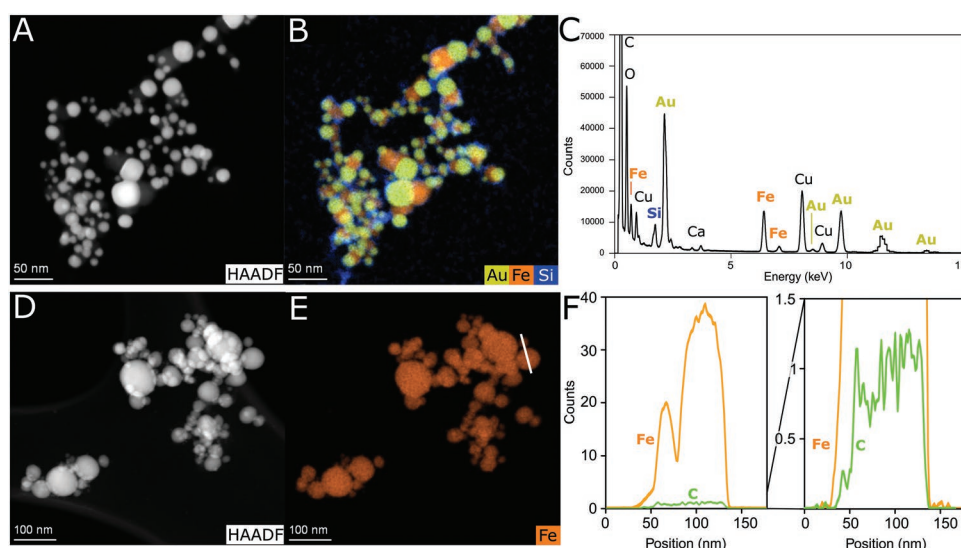 A
50 nm
HAADF
B
50 nm
Au Fe Si
C
70000
60000
50000
40000
30000
20000
10000
0
Counts
C
O
Fe
Cu
Si
Au
Ca
Fe
Fe
Cu
Au
Cu
Au
Au
Au
0 5 10 15
Energy (keV)
D
100 nm
HAADF
E
100 nm
Fe
F
40
30
20
10
0
Counts
Fe
C
0 50 100 150
Position (nm)
1.5
1
0.5
Fe
C
0 50 100 150
Position (nm)